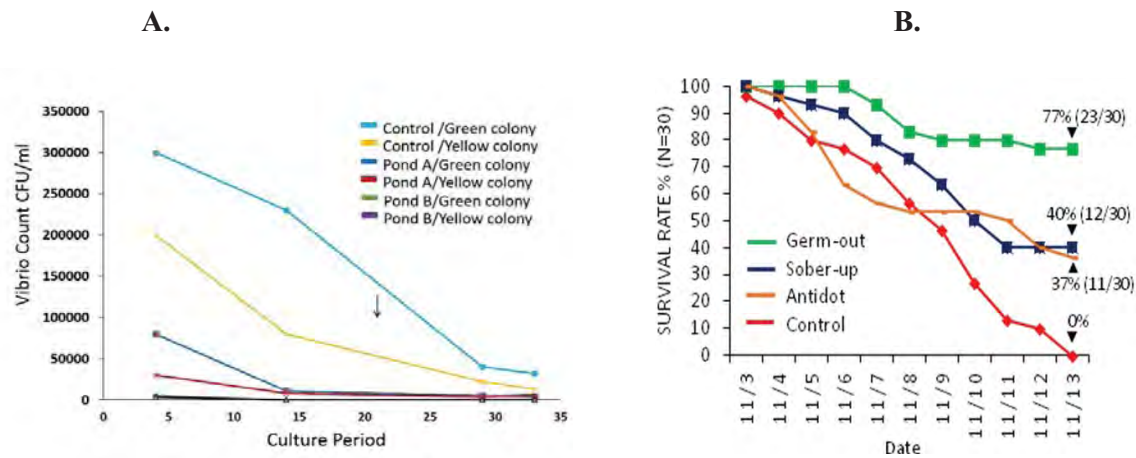 A.
B.
350000
300000
250000
200000
150000
100000
50000
0
Vibrio Count CFU/ml
Control /Green colony
Control /Yellow colony
Pond A/Green colony
Pond A/Yellow colony
Pond B/Green colony
Pond B/Yellow colony
0 5 10 15 20 25 30 35
Culture Period
100
90
80
70
60
50
40
30
20
10
0
SURVIVAL RATE % (N=30)
77% (23/30)
40% (12/30)
37% (11/30)
0%
Germ-out
Sober-up
Antidot
Control
11/3 11/4 11/5 11/6 11/7 11/8 11/9 11/10 11/11 11/12 11/13
Date